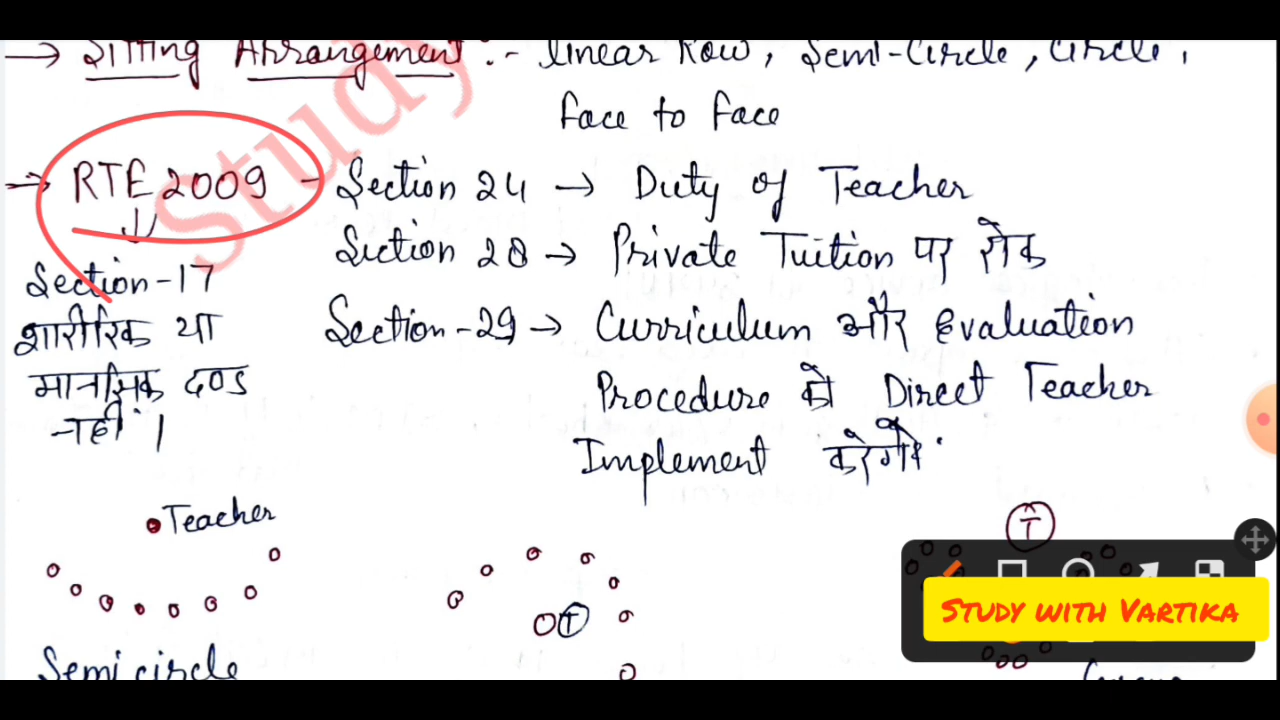 → Sitting Arrangement :- linear Row, Semi-Circle, Circle,
Face to Face
→ RTE 2009 - Section 24 → Duty of Teacher
Section 28 → Private Tuition पर रोक
Section-17
शारीरिक या
मानसिक दण्ड
नहीं।
Section-29 → Curriculum और Evaluation
Procedure को Direct Teacher
Implement करेगे
Study
Teacher
T
T
Semi circle
STUDY WITH VARTIKA